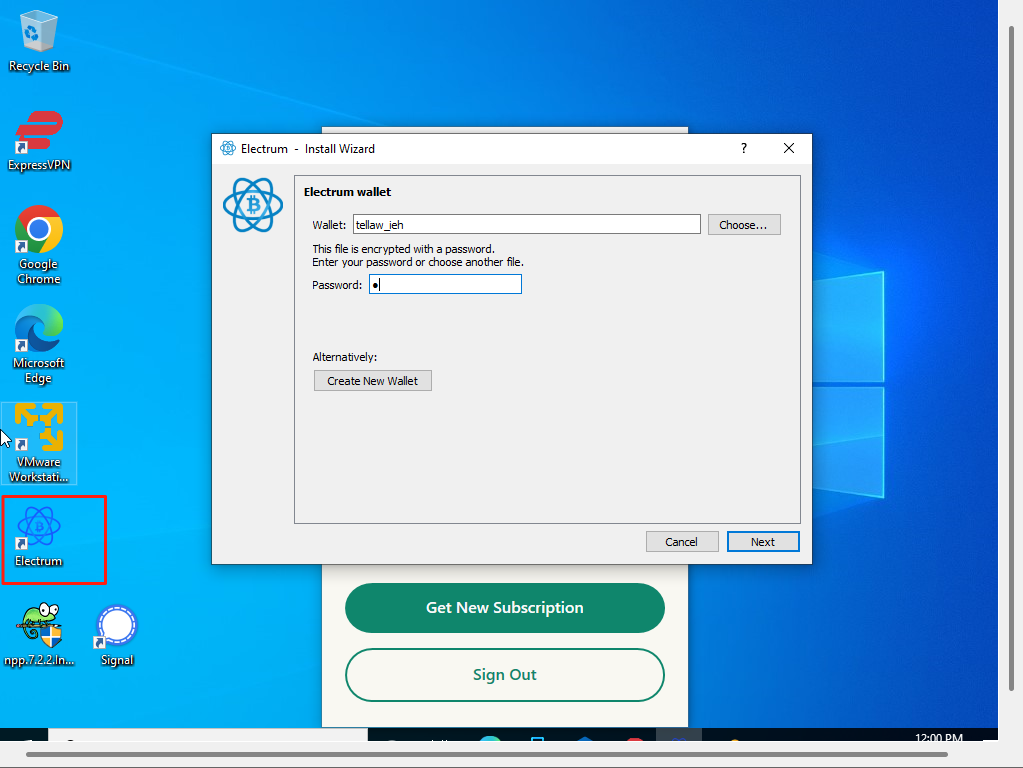 Recycle Bin
ExpressVPN
Google
Chrome
Microsoft
Edge
VMware
Workstati...
Electrum
npp.7.2.2.In...
Signal
Electrum - Install Wizard
?
Electrum wallet
Wallet: tellaw_jeh Choose...
This file is encrypted with a password.
Enter your password or choose another file.
Password:
Alternatively:
Create New Wallet
Cancel Next
Get New Subscription
Sign Out
12:00 PM